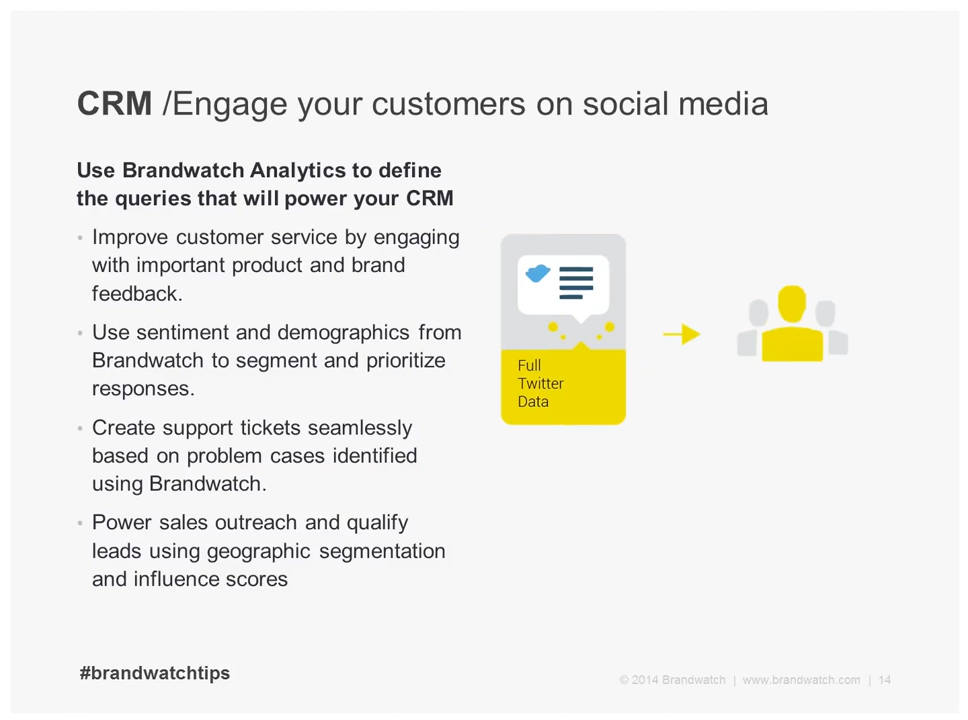 CRM /Engage your customers on social media
Use Brandwatch Analytics to define
the queries that will power your CRM
• Improve customer service by engaging
with important product and brand
feedback.
• Use sentiment and demographics from
Brandwatch to segment and prioritize
responses.
• Create support tickets seamlessly
based on problem cases identified
using Brandwatch.
• Power sales outreach and qualify
leads using geographic segmentation
and influence scores
Full
Twitter
Data
#brandwatchtips
© 2014 Brandwatch | www.brandwatch.com | 14